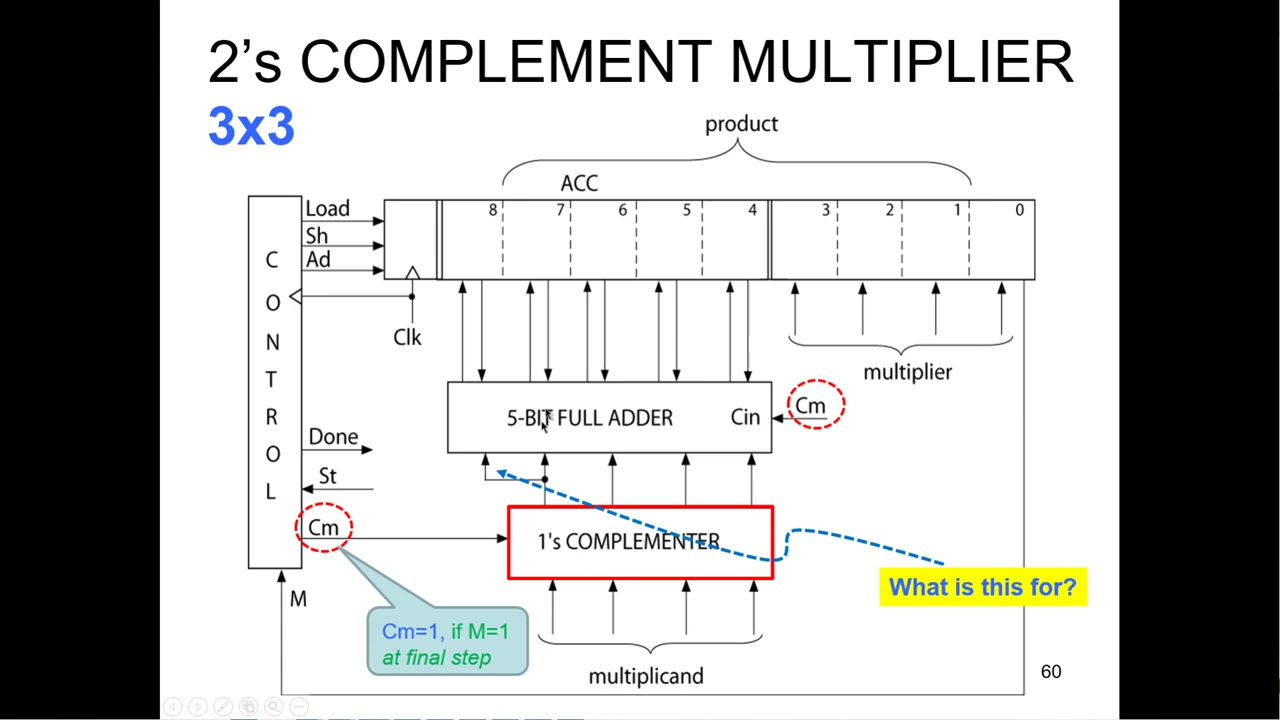 2's COMPLEMENT MULTIPLIER
3x3
product
ACC
Load
Sh
Ad
8 7 6 5 4 3 2 1 0
CONTROL
Clk
multiplier
5-BIT FULL ADDER
Cin
Cm
Done
St
Cm
1's COMPLEMENTER
What is this for?
M
Cm=1, if M=1
at final step
multiplicand
60